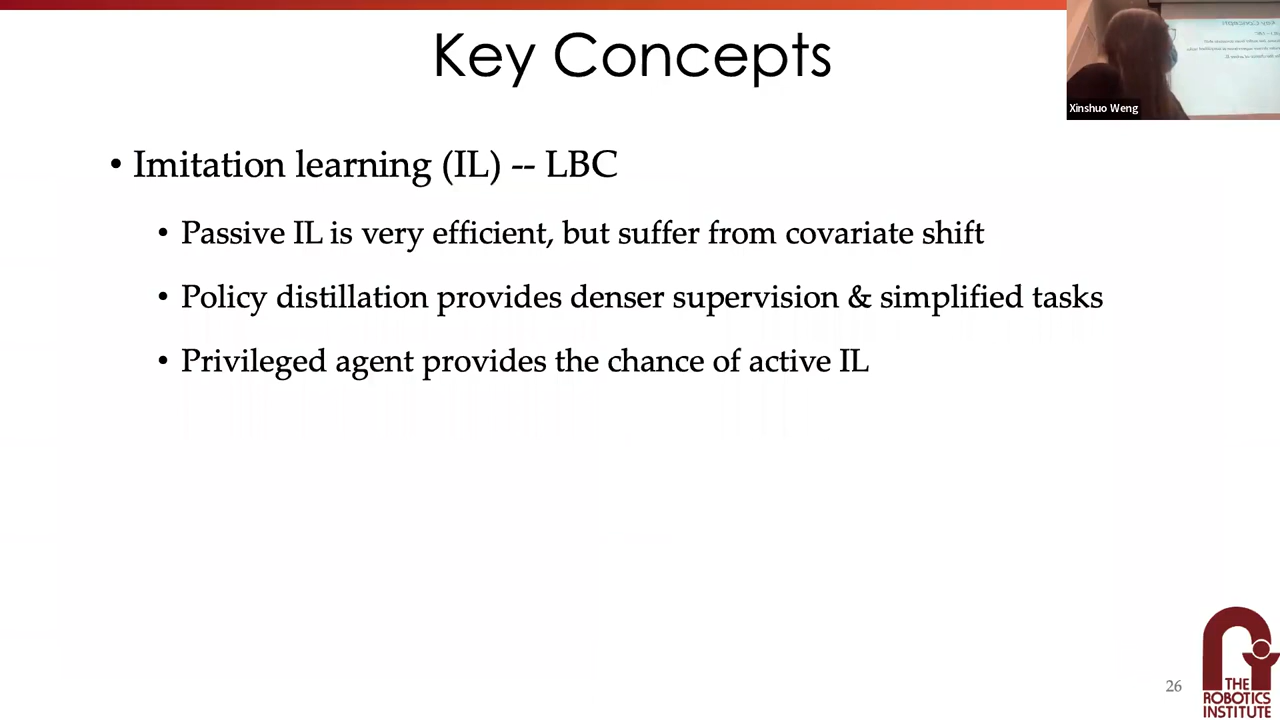 Key Concepts
Xinshuo Weng
• Imitation learning (IL) -- LBC
• Passive IL is very efficient, but suffer from covariate shift
• Policy distillation provides denser supervision & simplified tasks
• Privileged agent provides the chance of active IL
26
THE
ROBOTICS
INSTITUTE